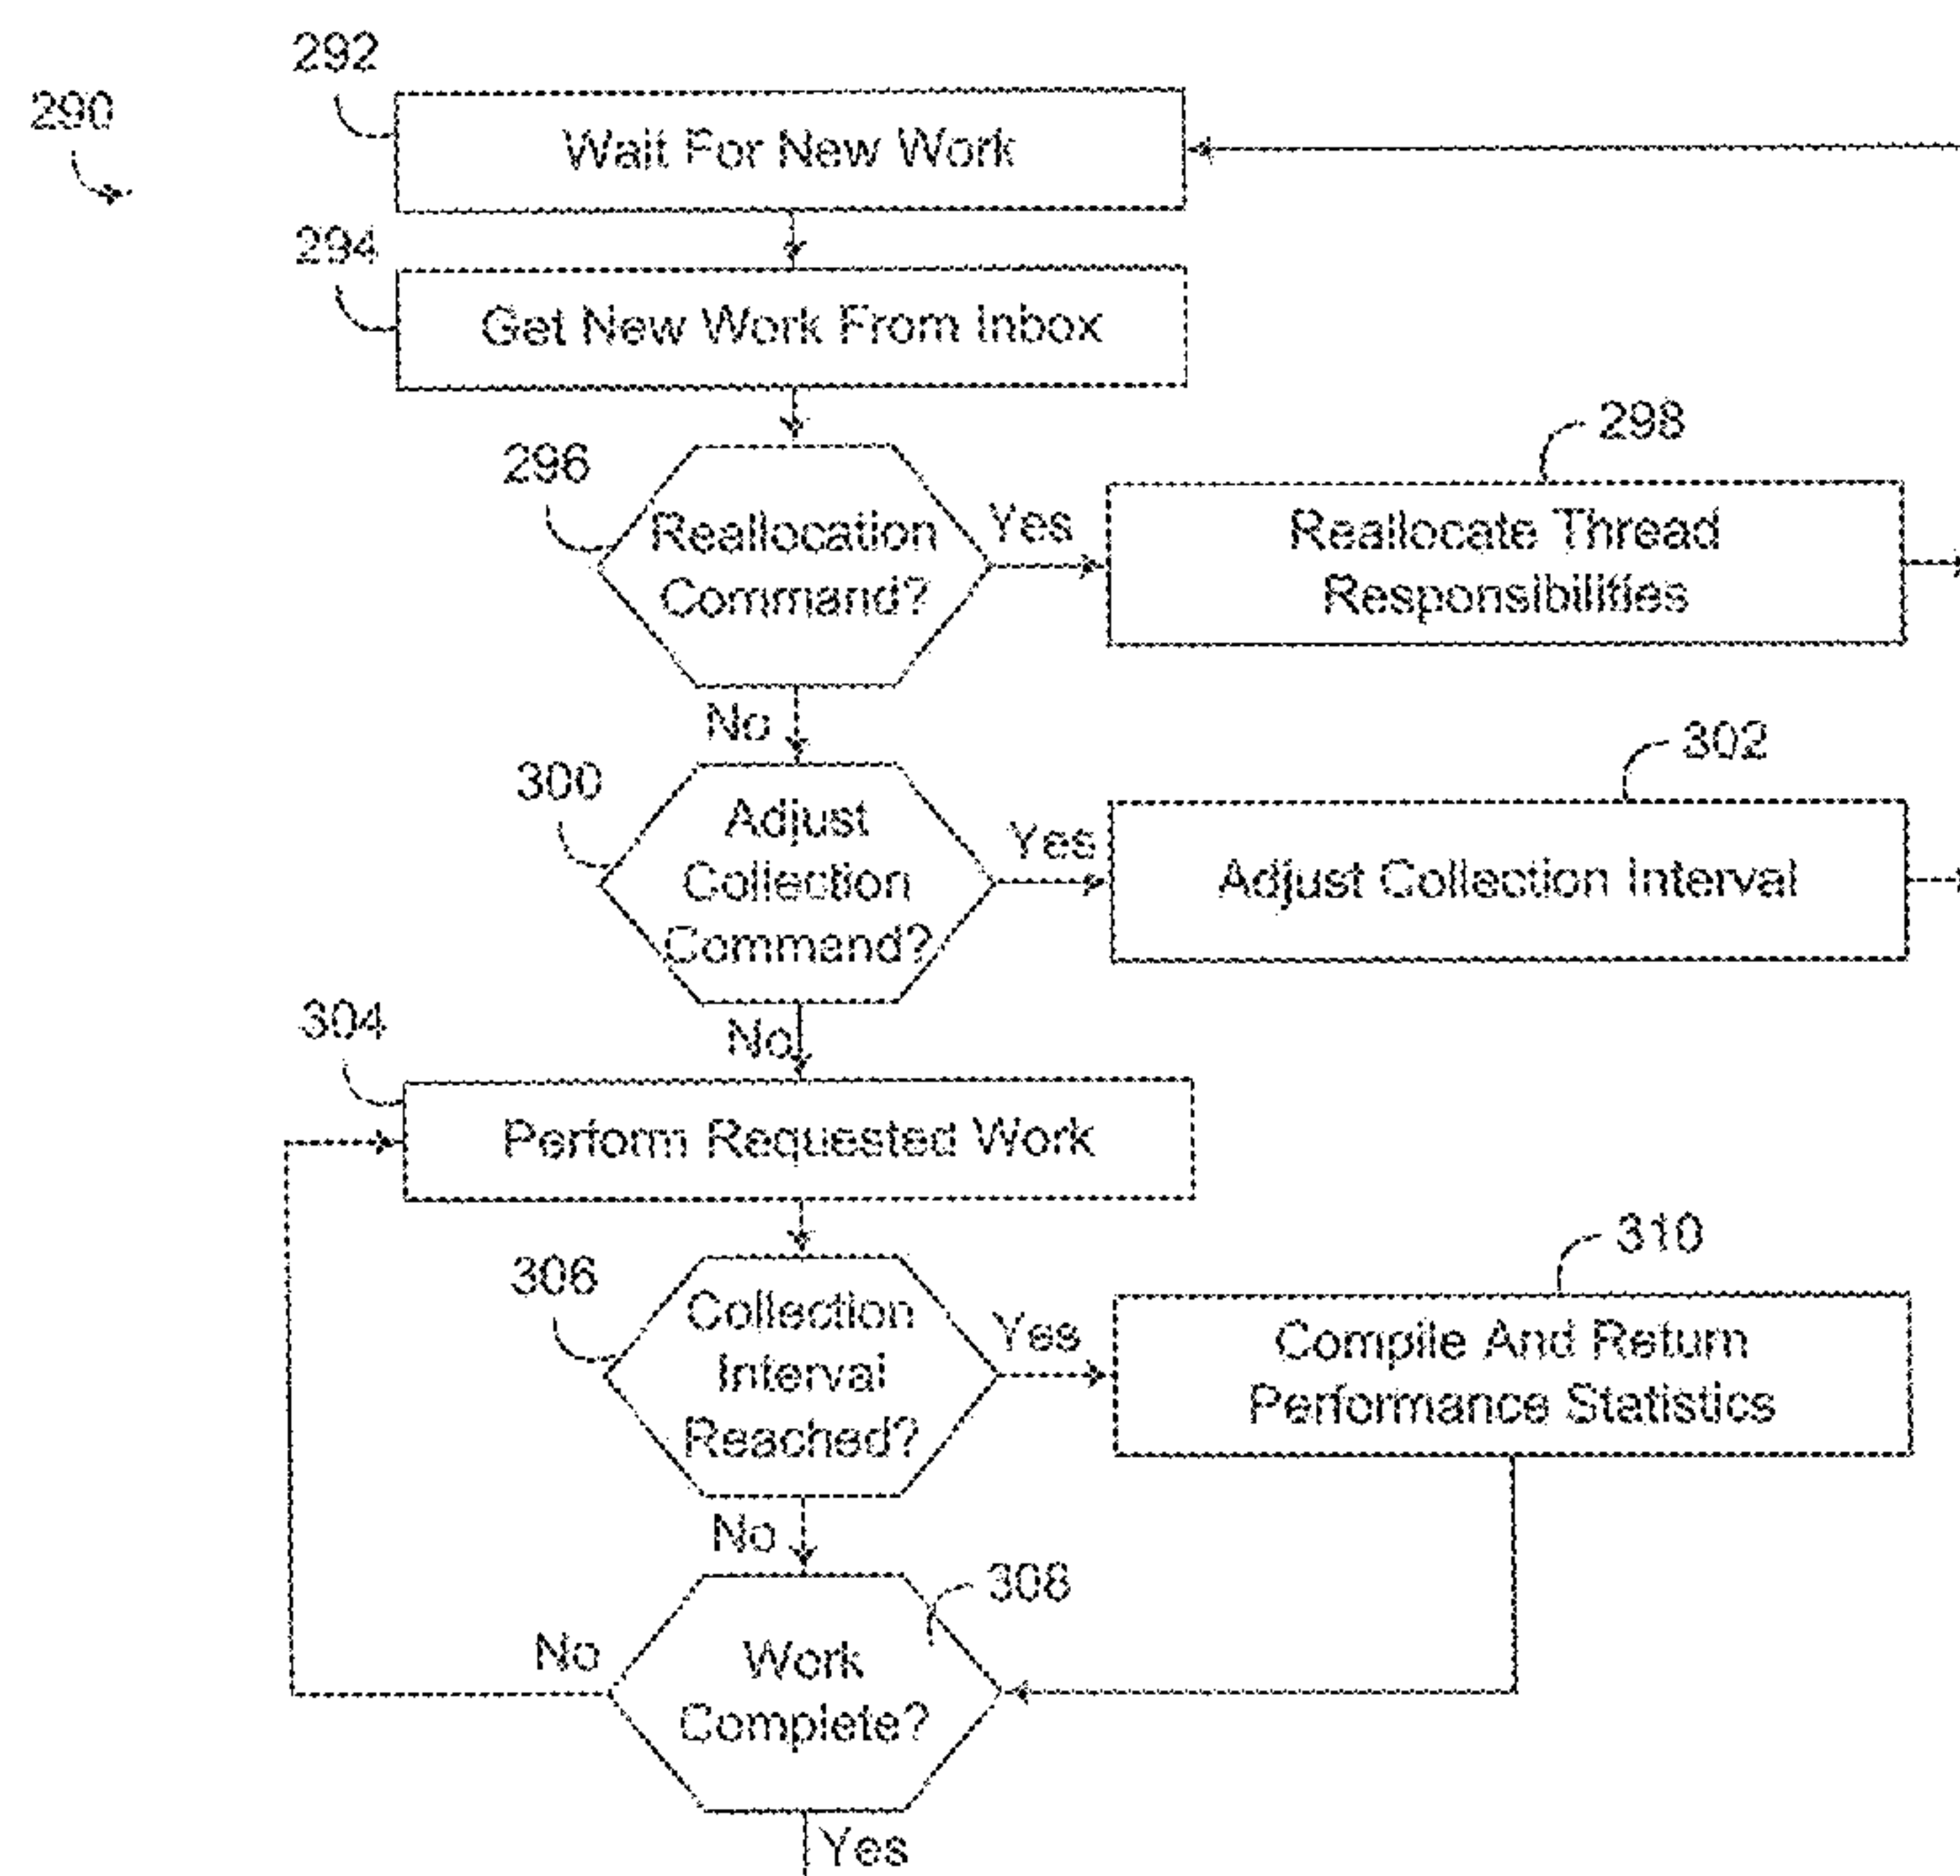 292
290
Wait For New Work
294
Get New Work From Inbox
298
296
Reallocation
Command?
Yes
Reallocate Thread
Responsibilities
No
302
300
Adjust
Collection
Command?
Yes
Adjust Collection Interval
No
304
Perform Requested Work
310
306
Collection
Interval
Reached?
Yes
Compile And Return
Performance Statistics
No
308
No
Work
Complete?
Yes